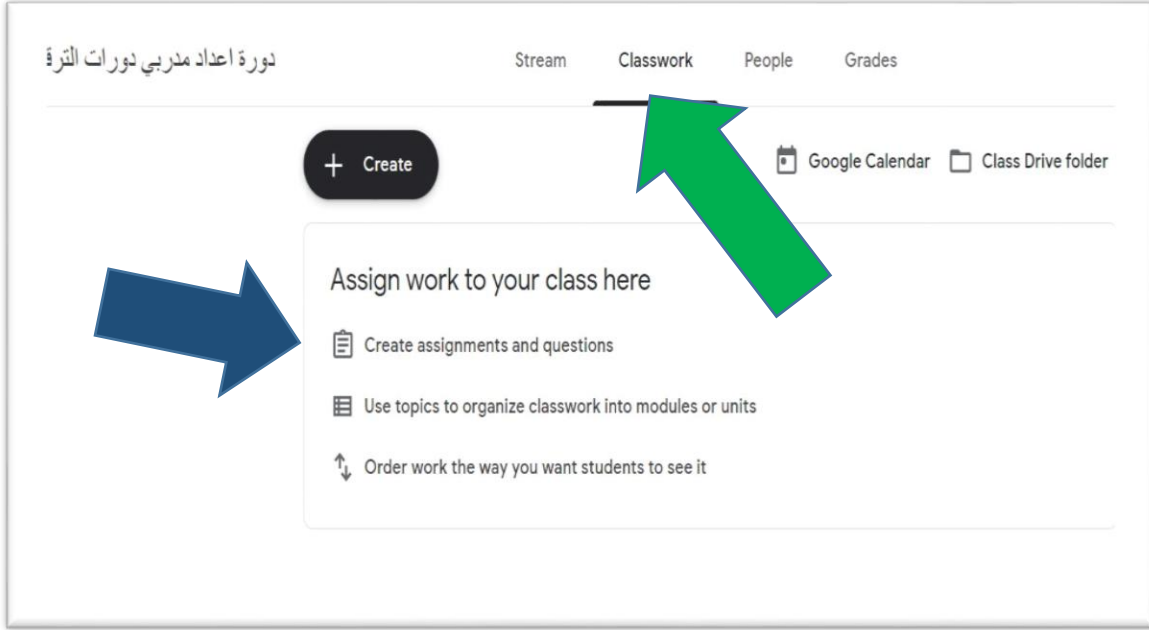 دورة اعداد مدربي دورات الترق
Stream Classwork People Grades
+ Create
Google Calendar Class Drive folder
Assign work to your class here
Create assignments and questions
Use topics to organize classwork into modules or units
Order work the way you want students to see it